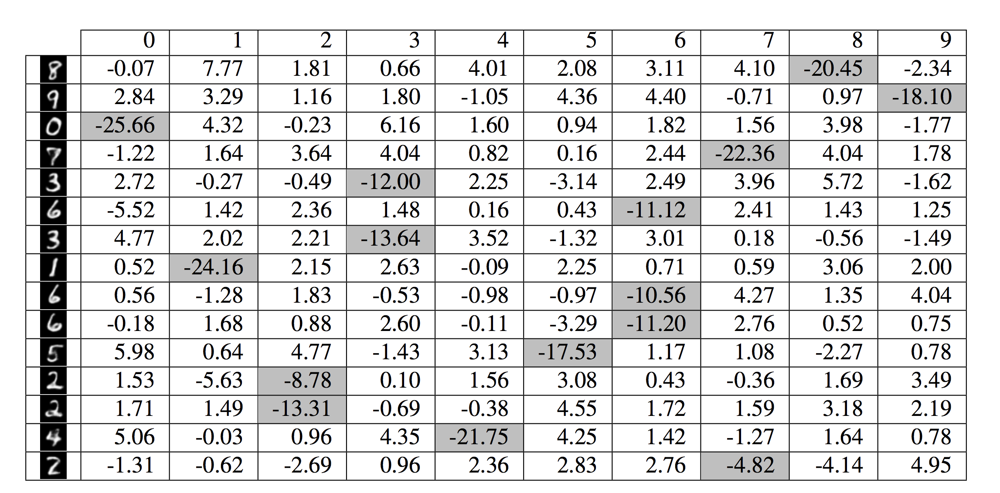 0 1 2 3 4 5 6 7 8 9
8 -0.07 7.77 1.81 0.66 4.01 2.08 3.11 4.10 -20.45 -2.34
9 2.84 3.29 1.16 1.80 -1.05 4.36 4.40 -0.71 0.97 -18.10
0 -25.66 4.32 -0.23 6.16 1.60 0.94 1.82 1.56 3.98 -1.77
7 -1.22 1.64 3.64 4.04 0.82 0.16 2.44 -22.36 4.04 1.78
3 2.72 -0.27 -0.49 -12.00 2.25 -3.14 2.49 3.96 5.72 -1.62
6 -5.52 1.42 2.36 1.48 0.16 0.43 -11.12 2.41 1.43 1.25
3 4.77 2.02 2.21 -13.64 3.52 -1.32 3.01 0.18 -0.56 -1.49
1 0.52 -24.16 2.15 2.63 -0.09 2.25 0.71 0.59 3.06 2.00
6 0.56 -1.28 1.83 -0.53 -0.98 -0.97 -10.56 4.27 1.35 4.04
6 -0.18 1.68 0.88 2.60 -0.11 -3.29 -11.20 2.76 0.52 0.75
5 5.98 0.64 4.77 -1.43 3.13 -17.53 1.17 1.08 -2.27 0.78
2 1.53 -5.63 -8.78 0.10 1.56 3.08 0.43 -0.36 1.69 3.49
2 1.71 1.49 -13.31 -0.69 -0.38 4.55 1.72 1.59 3.18 2.19
4 5.06 -0.03 0.96 4.35 -21.75 4.25 1.42 -1.27 1.64 0.78
2 -1.31 -0.62 -2.69 0.96 2.36 2.83 2.76 -4.82 -4.14 4.95